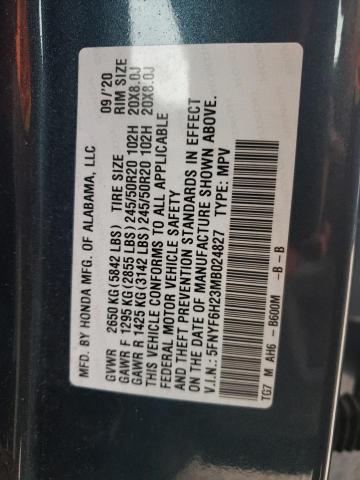 MFD. BY HONDA MFG. OF ALABAMA, LLC 09/'20
GVWR 2650 KG (5842 LBS) TIRE SIZE RIM SIZE
GAWR F 1295 KG (2855 LBS) 245/50R20 102H 20X8.0J
GAWR R 1425 KG (3142 LBS) 245/50R20 102H 20X8.0J
THIS VEHICLE CONFORMS TO ALL APPLICABLE
FEDERAL MOTOR VEHICLE SAFETY
AND THEFT PREVENTION STANDARDS IN EFFECT
ON THE DATE OF MANUFACTURE SHOWN ABOVE.
V.I.N.: 5FNYF6H23MB024827 TYPE: MPV
TG7 M AH6 - B600M -B - B